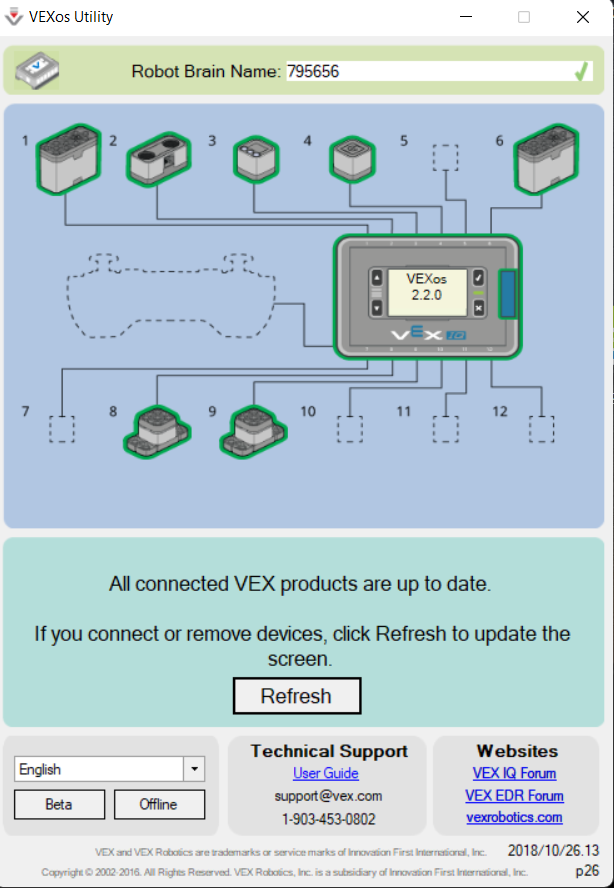 VEXos Utility
Robot Brain Name: 795656
1 2 3 4 5 6
VEXos
2.2.0
VEX IQ
7 8 9 10 11 12
All connected VEX products are up to date.
If you connect or remove devices, click Refresh to update the
screen.
Refresh
English
Beta Offline
Technical Support
User Guide
support@vex.com
1-903-453-0802
Websites
VEX IQ Forum
VEX EDR Forum
vexrobotics.com
VEX and VEX Robotics are trademarks or service marks of Innovation First International, Inc. 2018/10/26.13
Copyright © 2002-2016. All Rights Reserved. VEX Robotics, Inc. is a subsidiary of Innovation First International, Inc. p26